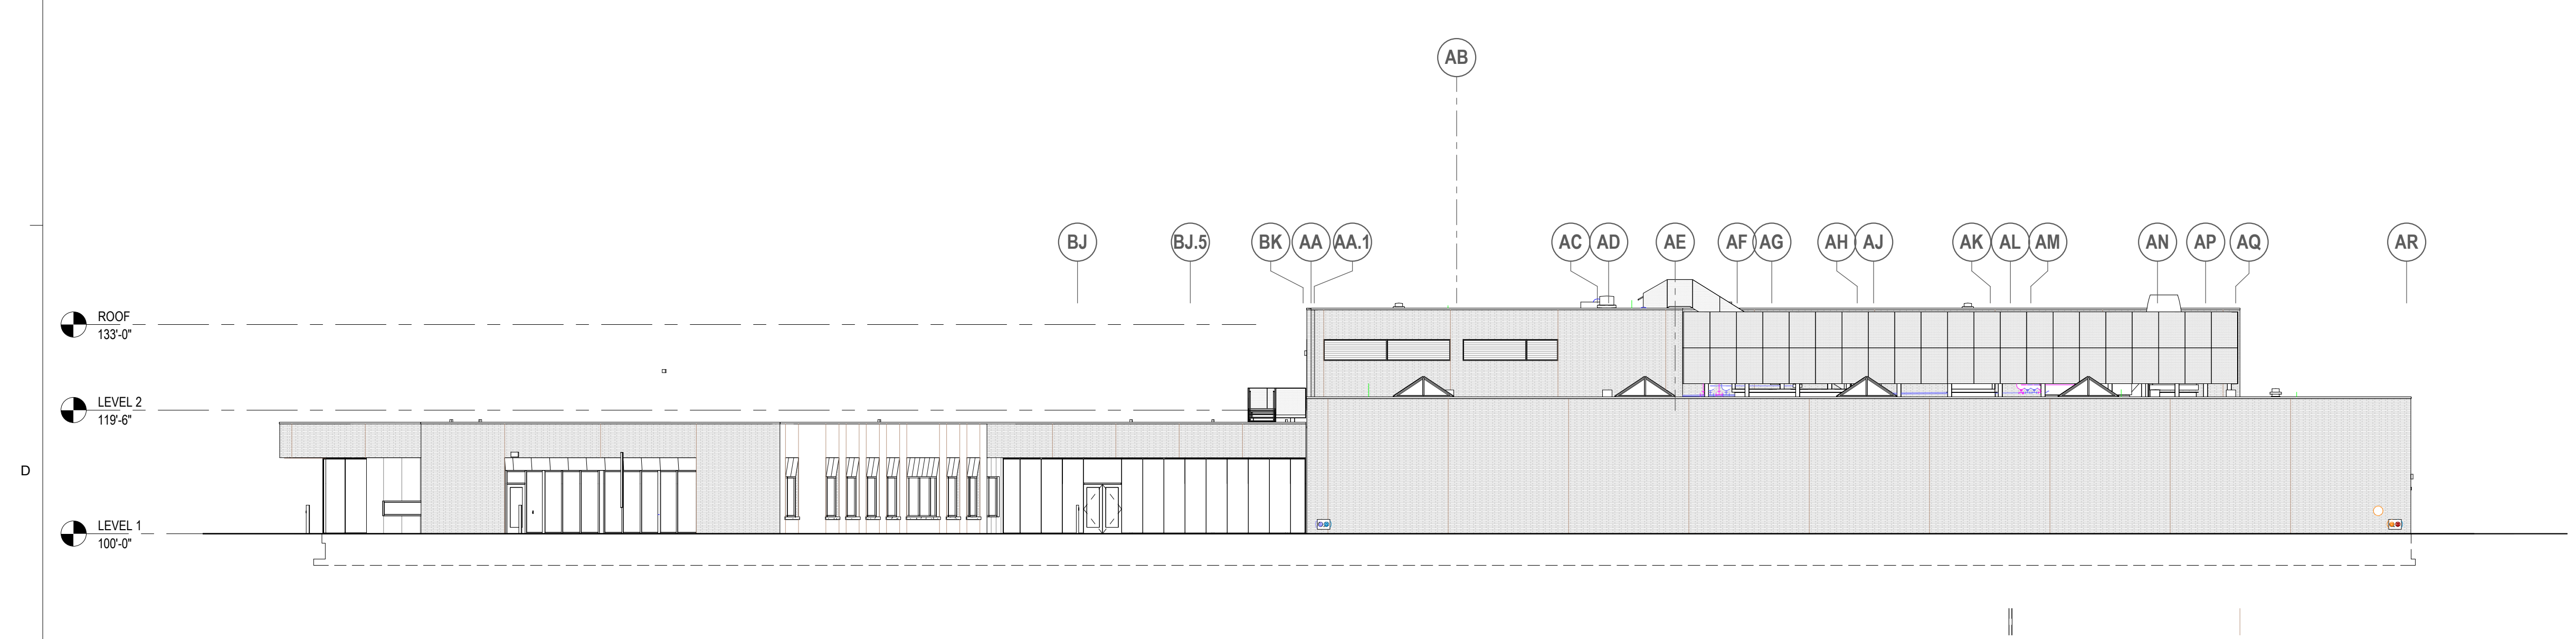 AB
BJ
BJ.5
BK
AA
AA.1
AC
AD
AE
AF
AG
AH
AJ
AK
AL
AM
AN
AP
AQ
AR
ROOF
133'-0"
LEVEL 2
119'-6"
D
LEVEL 1
100'-0"